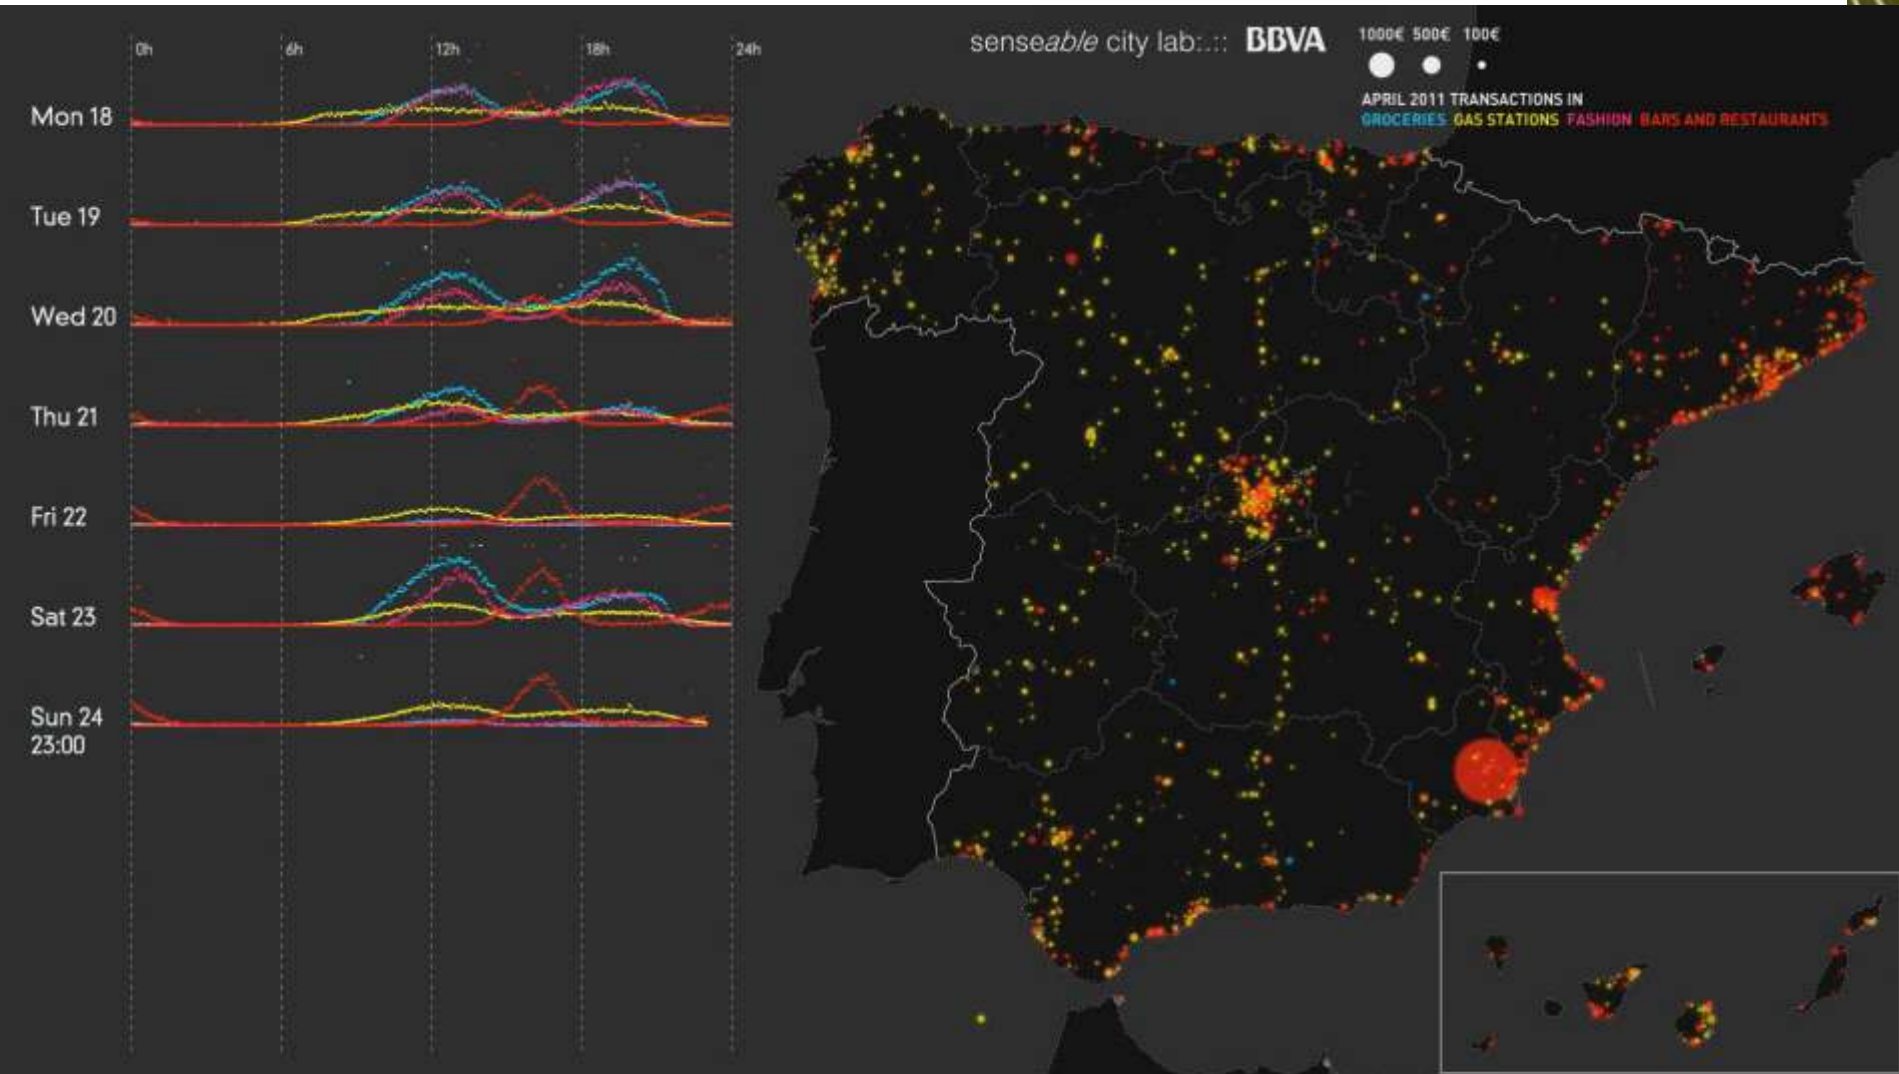 0h 6h 12h 18h 24h
Mon 18
Tue 19
Wed 20
Thu 21
Fri 22
Sat 23
Sun 24
23:00
senseable city lab:.:: BBVA
1000€ 500€ 100€
APRIL 2011 TRANSACTIONS IN
GROCERIES GAS STATIONS FASHION BARS AND RESTAURANTS